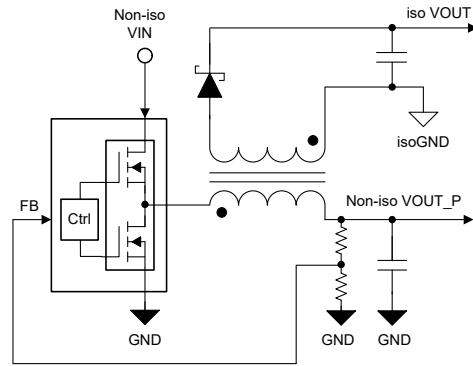 Non-iso
VIN
iso VOUT
isoGND
FB
Ctrl
Non-iso VOUT_P
GND
GND
GND